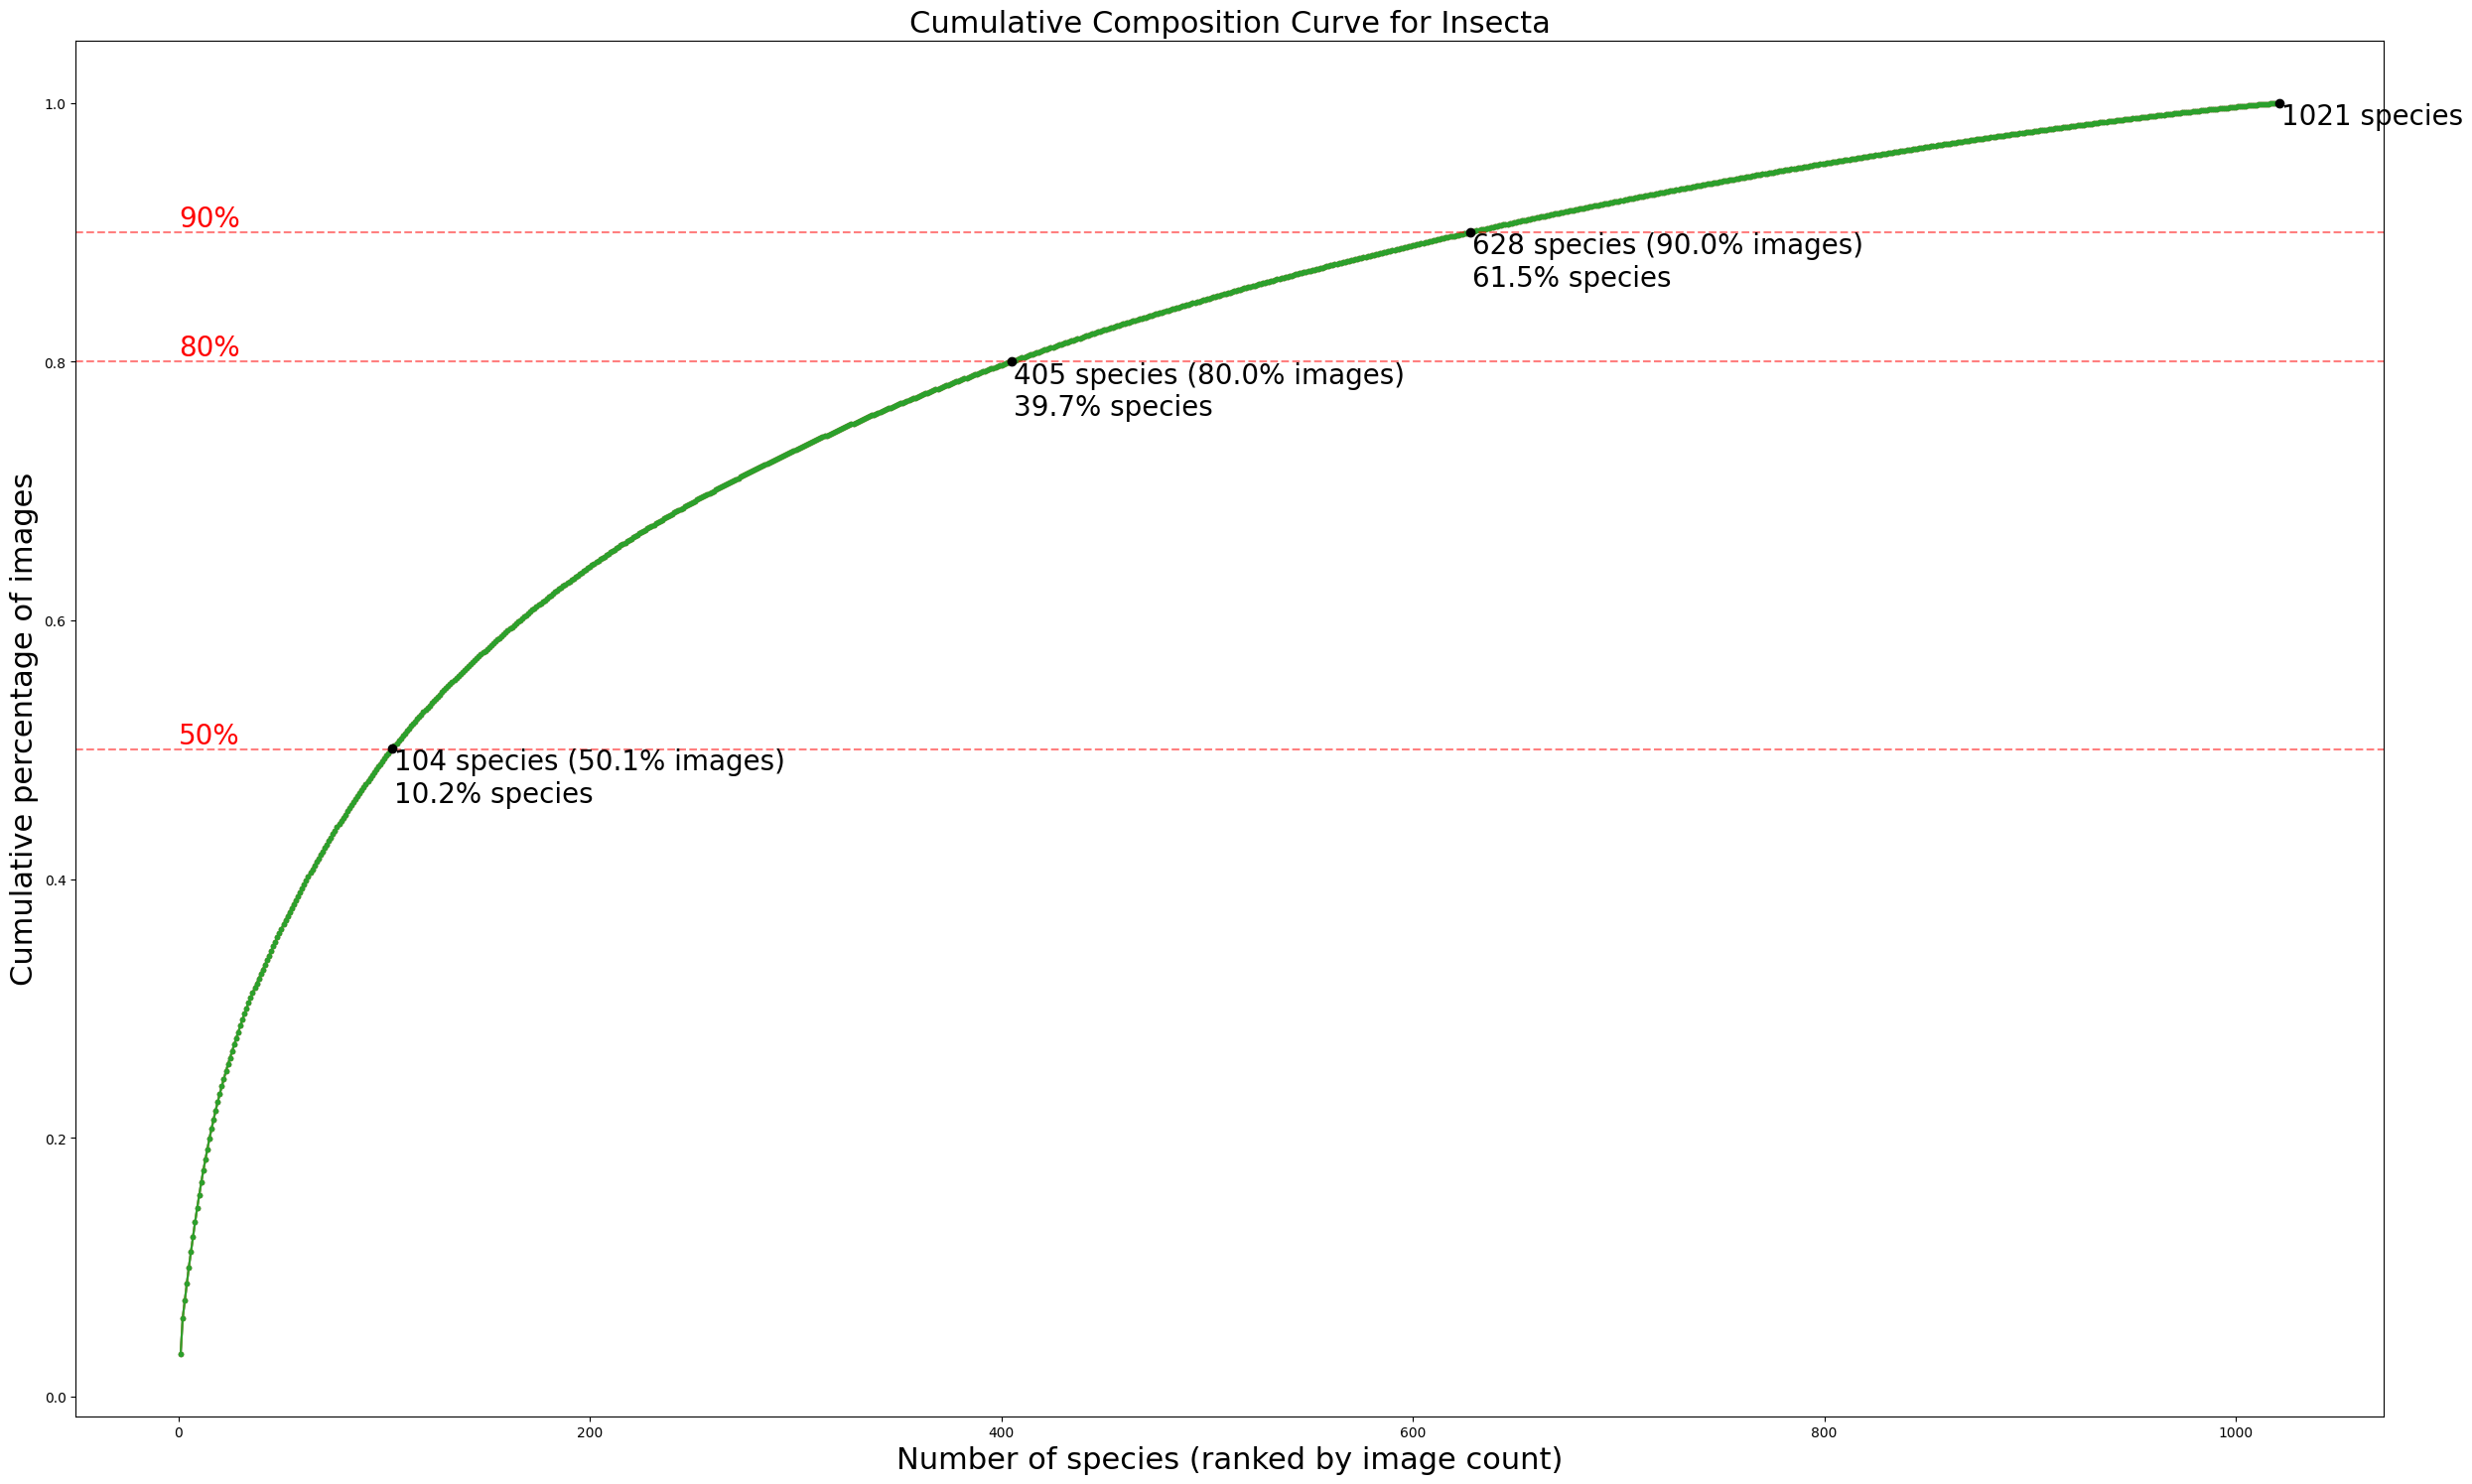 Cumulative Composition Curve for Insecta
1.0
1021 species
90%
628 species (90.0% images)
61.5% species
80%
0.8
405 species (80.0% images)
39.7% species
Cumulative percentage of images
0.6
50%
104 species (50.1% images)
10.2% species
0.4
0.2
0.0
0 200 400 600 800 1000
Number of species (ranked by image count)